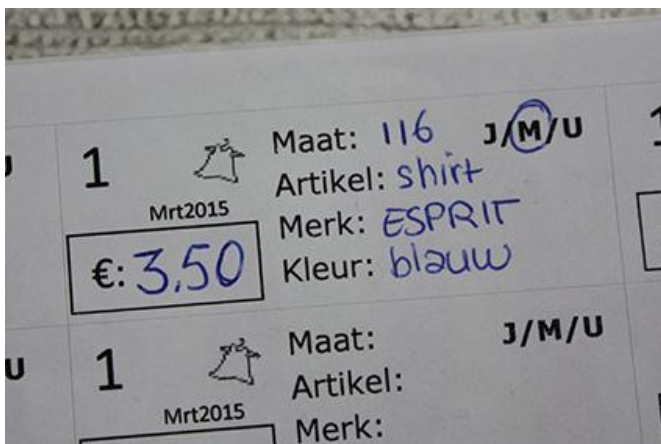 1
Maat: 116 J/M/U
Artikel: shirt
Mrt2015
Merk: ESPRIT
€: 3,50
Kleur: blauw
U
1
Maat: J/M/U
Artikel:
Mrt2015
Merk: